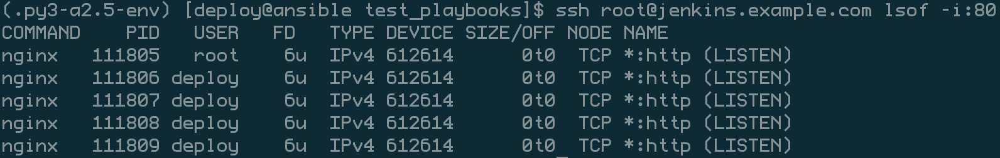 (.py3-a2.5-env) [deploy@ansible test_playbooks]$ ssh root@jenkins.example.com lsof -i:80
COMMAND    PID   USER   FD   TYPE DEVICE SIZE/OFF NODE NAME
nginx   111805   root    6u  IPv4 612614      0t0  TCP *:http (LISTEN)
nginx   111806 deploy    6u  IPv4 612614      0t0  TCP *:http (LISTEN)
nginx   111807 deploy    6u  IPv4 612614      0t0  TCP *:http (LISTEN)
nginx   111808 deploy    6u  IPv4 612614      0t0  TCP *:http (LISTEN)
nginx   111809 deploy    6u  IPv4 612614      0t0  TCP *:http (LISTEN)